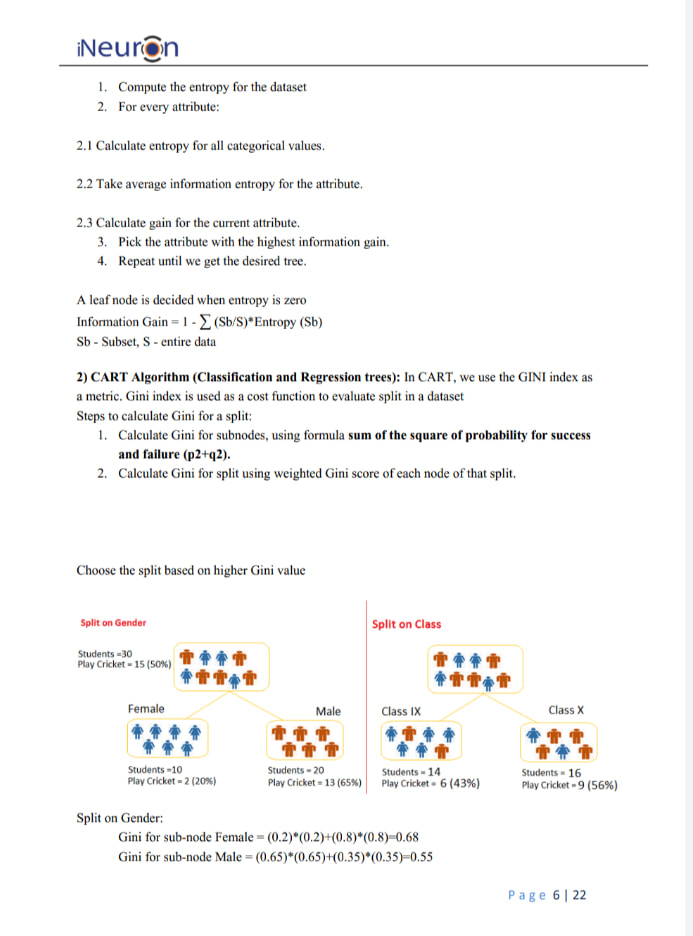 iNeuron
1. Compute the entropy for the dataset
2. For every attribute:
2.1 Calculate entropy for all categorical values.
2.2 Take average information entropy for the attribute.
2.3 Calculate gain for the current attribute.
3. Pick the attribute with the highest information gain.
4. Repeat until we get the desired tree.
A leaf node is decided when entropy is zero
Information Gain = 1 - ∑ (Sb/S)*Entropy (Sb)
Sb - Subset, S - entire data
2) CART Algorithm (Classification and Regression trees): In CART, we use the GINI index as
a metric. Gini index is used as a cost function to evaluate split in a dataset
Steps to calculate Gini for a split:
1. Calculate Gini for subnodes, using formula sum of the square of probability for success
and failure (p2+q2).
2. Calculate Gini for split using weighted Gini score of each node of that split.
Choose the split based on higher Gini value
Split on Gender
Students =30
Play Cricket = 15 (50%)
Female
Male
Students =10
Play Cricket = 2 (20%)
Students = 20
Play Cricket = 13 (65%)
Split on Class
Class IX
Class X
Students = 14
Play Cricket = 6 (43%)
Students = 16
Play Cricket = 9 (56%)
Split on Gender:
Gini for sub-node Female = (0.2)*(0.2)+(0.8)*(0.8)=0.68
Gini for sub-node Male = (0.65)*(0.65)+(0.35)*(0.35)=0.55
Page 6 | 22